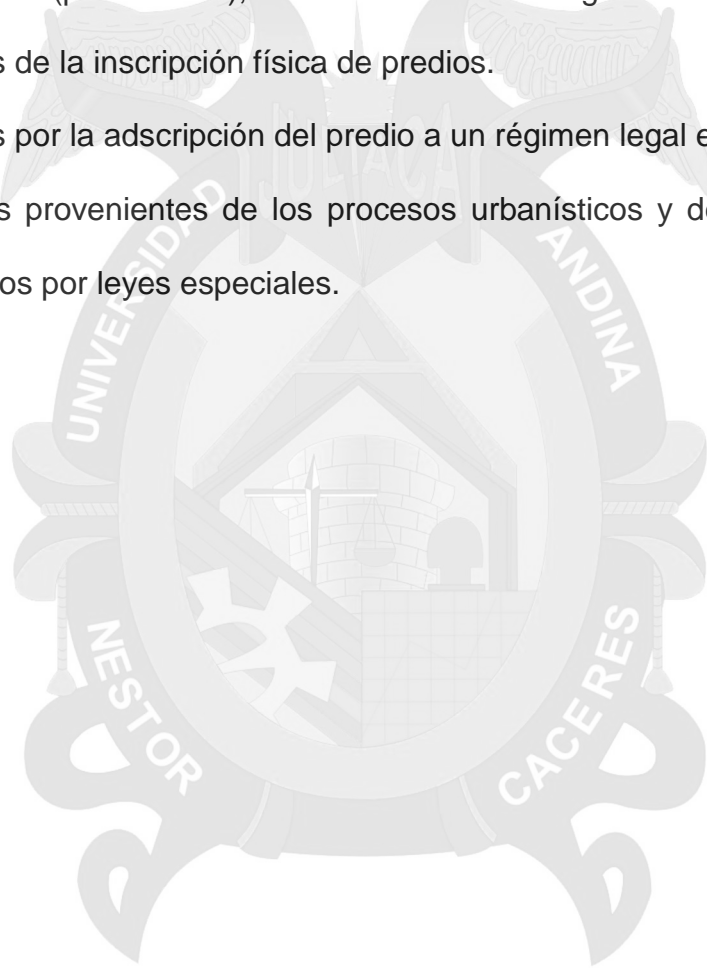 s de la inscripción física de predios.
s por la adscripción del predio a un régimen legal e
s provenientes de los procesos urbanísticos y d
os por leyes especiales.
UNIVERSIDAD ANDINA
JULIACA
NESTOR CACERES